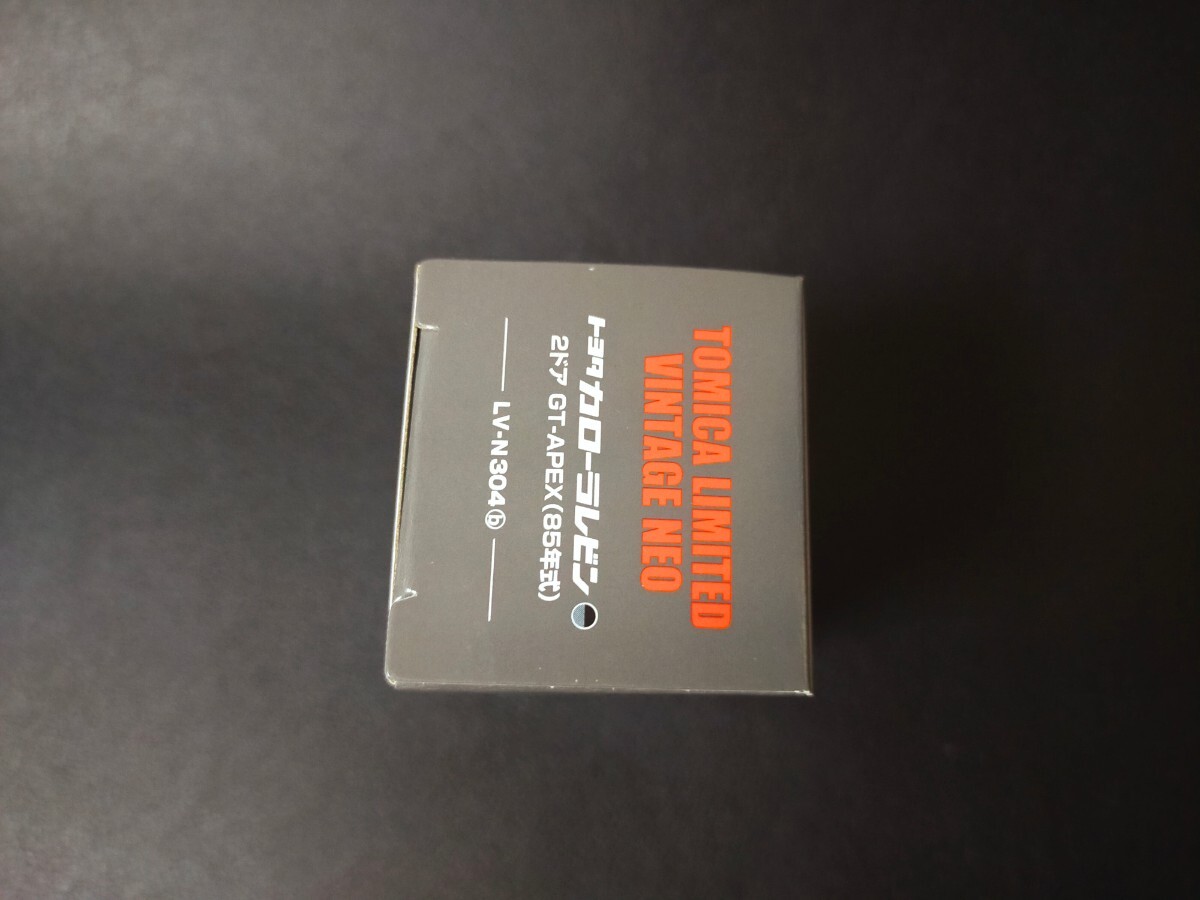 TOMICA LIMITED
VINTAGE NEO
トヨタカローラレビン
2ドア GT-APEX(85年式)
LV-N304ⓑ